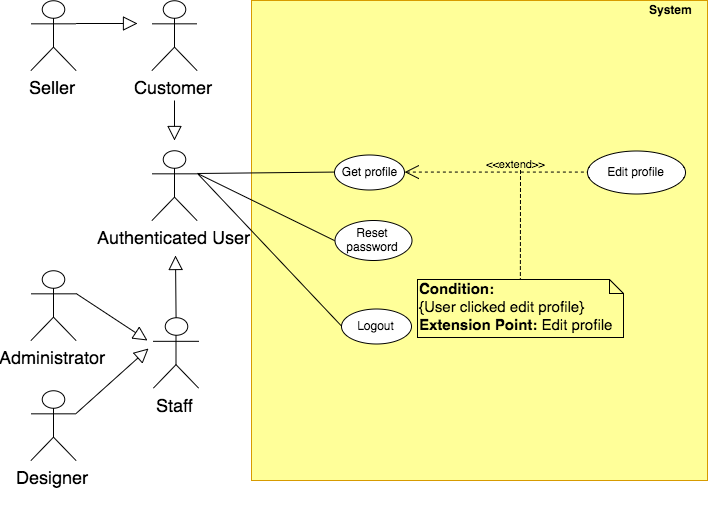 System
Seller
Customer
<<extend>>
Get profile
Edit profile
Authenticated User
Reset
password
Condition:
{User clicked edit profile}
Extension Point: Edit profile
Logout
Administrator
Staff
Designer